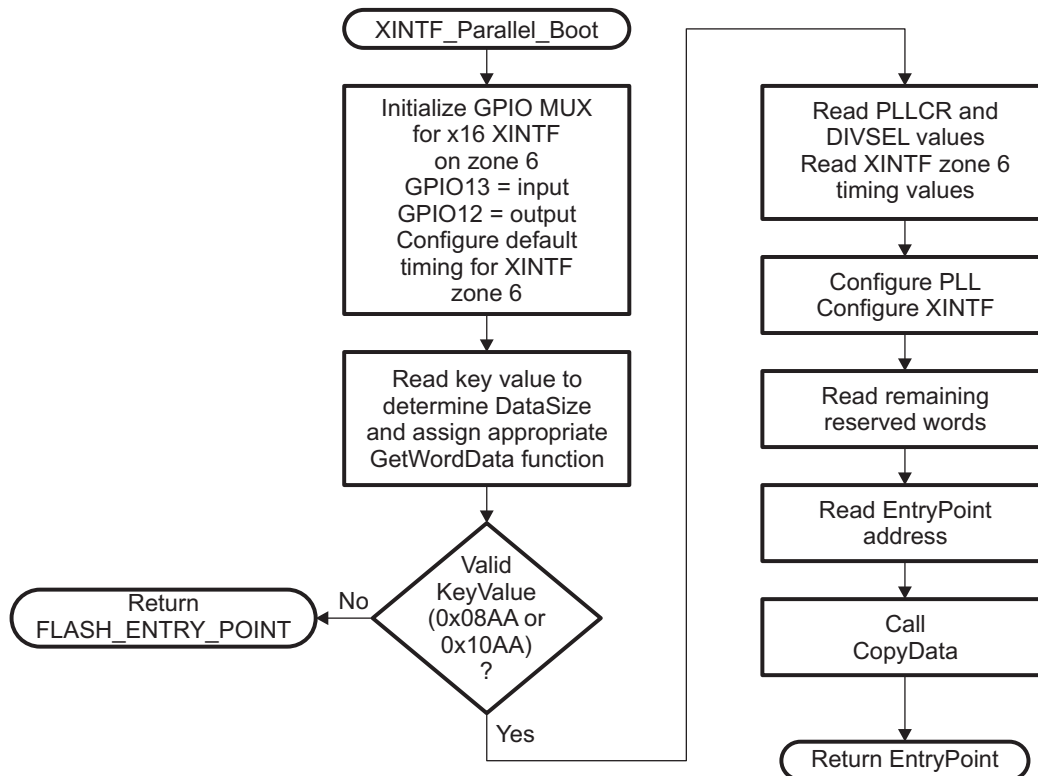 XINTF_Parallel_Boot
Initialize GPIO MUX
for x16 XINTF
on zone 6
GPIO13 = input
GPIO12 = output
Configure default
timing for XINTF
zone 6
Read key value to
determine DataSize
and assign appropriate
GetWordData function
Valid
KeyValue
(0x08AA or
0x10AA)
?
No
Return
FLASH_ENTRY_POINT
Yes
Read PLLCR and
DIVSEL values
Read XINTF zone 6
timing values
Configure PLL
Configure XINTF
Read remaining
reserved words
Read EntryPoint
address
Call
CopyData
Return EntryPoint